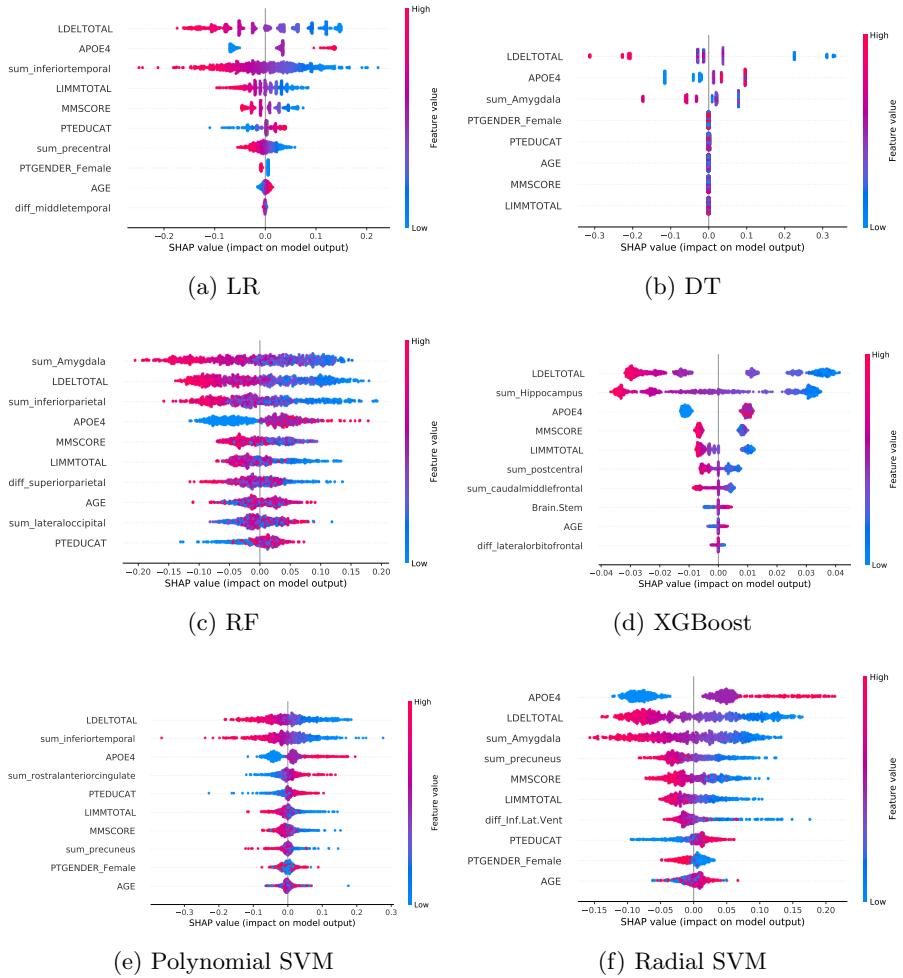 High
LDELTOTAL
APOE4
sum_inferiortemporal
LIMMTOTAL
MMSCORE
PTEDUCAT
sum_precentral
PTGENDER_Female
AGE
diff_middletemporal
Feature value
Low
−0.2 −0.1 0.0 0.1 0.2
SHAP value (impact on model output)
(a) LR
High
LDELTOTAL
APOE4
sum_Amygdala
PTGENDER_Female
PTEDUCAT
AGE
MMSCORE
LIMMTOTAL
Feature value
Low
−0.3 −0.2 −0.1 0.0 0.1 0.2 0.3
SHAP value (impact on model output)
(b) DT
High
sum_Amygdala
LDELTOTAL
sum_inferiorparietal
APOE4
MMSCORE
LIMMTOTAL
diff_superiorparietal
AGE
sum_lateraloccipital
PTEDUCAT
Feature value
Low
−0.20 −0.15 −0.10 −0.05 0.00 0.05 0.10 0.15 0.20
SHAP value (impact on model output)
(c) RF
High
LDELTOTAL
sum_Hippocampus
APOE4
MMSCORE
LIMMTOTAL
sum_postcentral
sum_caudalmiddlefrontal
Brain.Stem
AGE
diff_lateralorbitofrontal
Feature value
Low
−0.04 −0.03 −0.02 −0.01 0.00 0.01 0.02 0.03 0.04
SHAP value (impact on model output)
(d) XGBoost
High
LDELTOTAL
sum_inferiortemporal
APOE4
sum_rostralanteriorcingulate
PTEDUCAT
LIMMTOTAL
MMSCORE
sum_precuneus
PTGENDER_Female
AGE
Feature value
Low
−0.3 −0.2 −0.1 0.0 0.1 0.2 0.3
SHAP value (impact on model output)
(e) Polynomial SVM
High
APOE4
LDELTOTAL
sum_Amygdala
sum_precuneus
MMSCORE
LIMMTOTAL
diff_Inf.Lat.Vent
PTEDUCAT
PTGENDER_Female
AGE
Feature value
Low
−0.15 −0.10 −0.05 0.00 0.05 0.10 0.15 0.20
SHAP value (impact on model output)
(f) Radial SVM